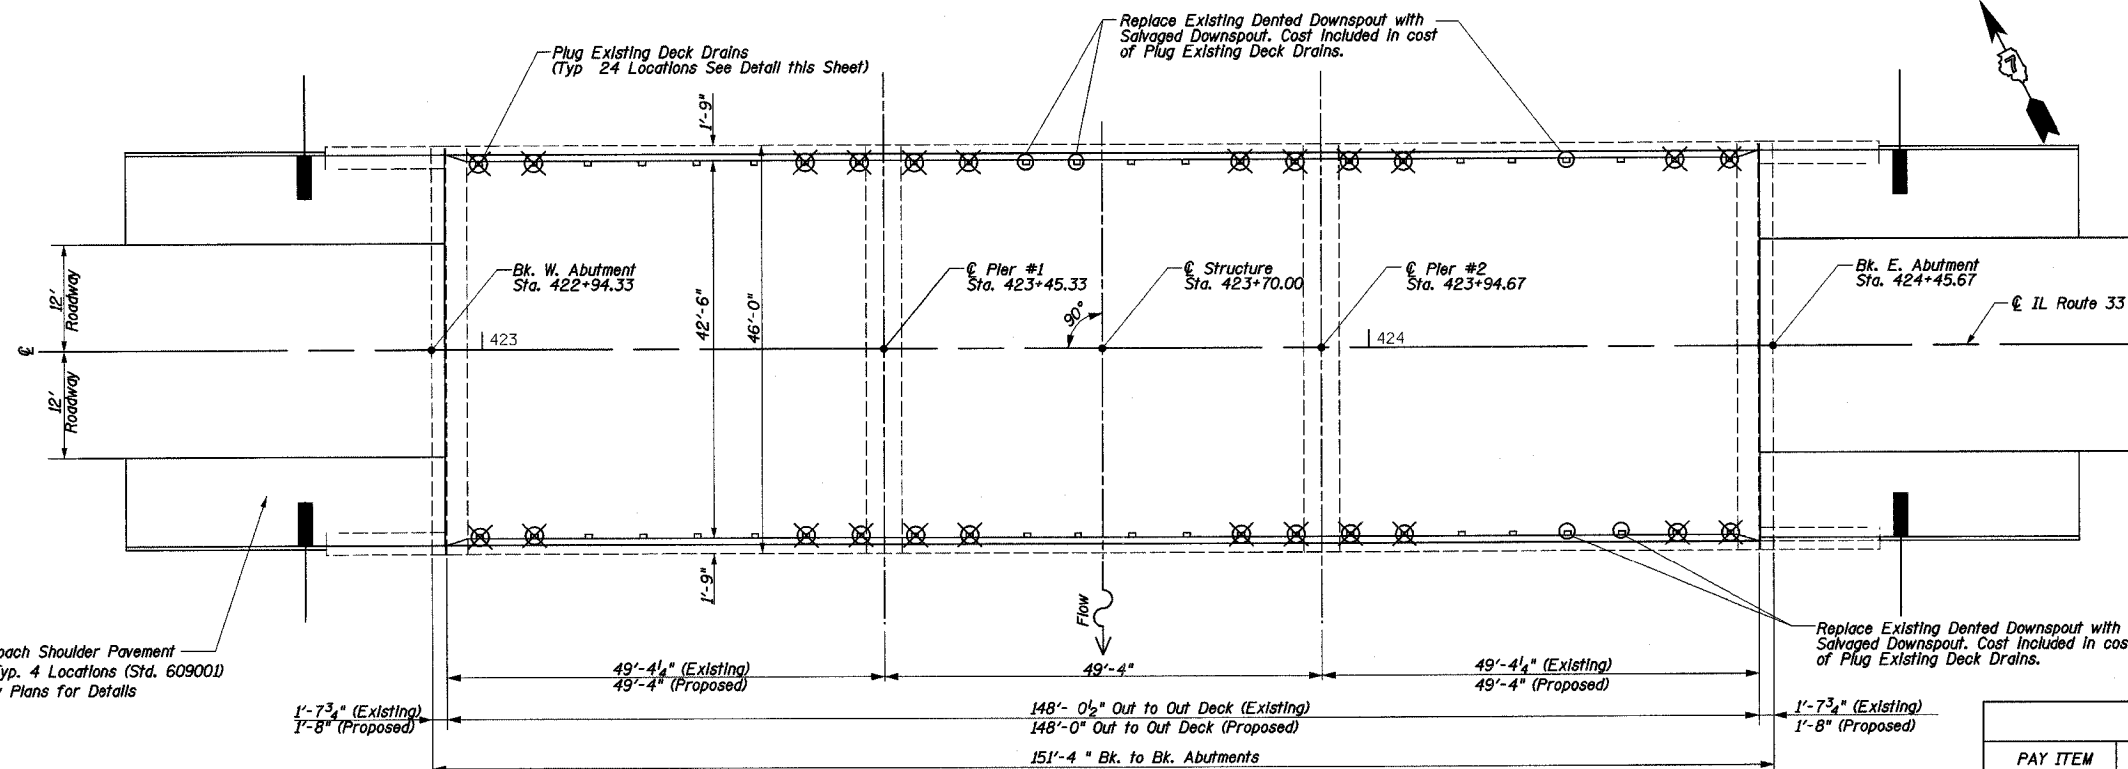 Replace Existing Dented Downspout with
Salvaged Downspout. Cost Included in cost
of Plug Existing Deck Drains.
Plug Existing Deck Drains
(Typ 24 Locations See Detail this Sheet)
7
1'-9"
Bk. W. Abutment
Sta. 422+94.33
℄ Pier #1
Sta. 423+45.33
℄ Structure
Sta. 423+70.00
℄ Pier #2
Sta. 423+94.67
Bk. E. Abutment
Sta. 424+45.67
℄ IL Route 33
12'
Roadway
42'-6"
46'-0"
90°
℄
423
424
12'
Roadway
1'-9"
Flow
oach Shoulder Pavement
yp. 4 Locations (Std. 609001)
Plans for Details
Replace Existing Dented Downspout with
Salvaged Downspout. Cost Included in cos
of Plug Existing Deck Drains.
49'-4¼" (Existing)
49'-4" (Proposed)
49'-4"
49'-4¼" (Existing)
49'-4" (Proposed)
1'-7¾" (Existing)
1'-8" (Proposed)
148'- 0½" Out to Out Deck (Existing)
148'-0" Out to Out Deck (Proposed)
1'-7¾" (Existing)
1'-8" (Proposed)
151'-4 " Bk. to Bk. Abutments
PAY ITEM